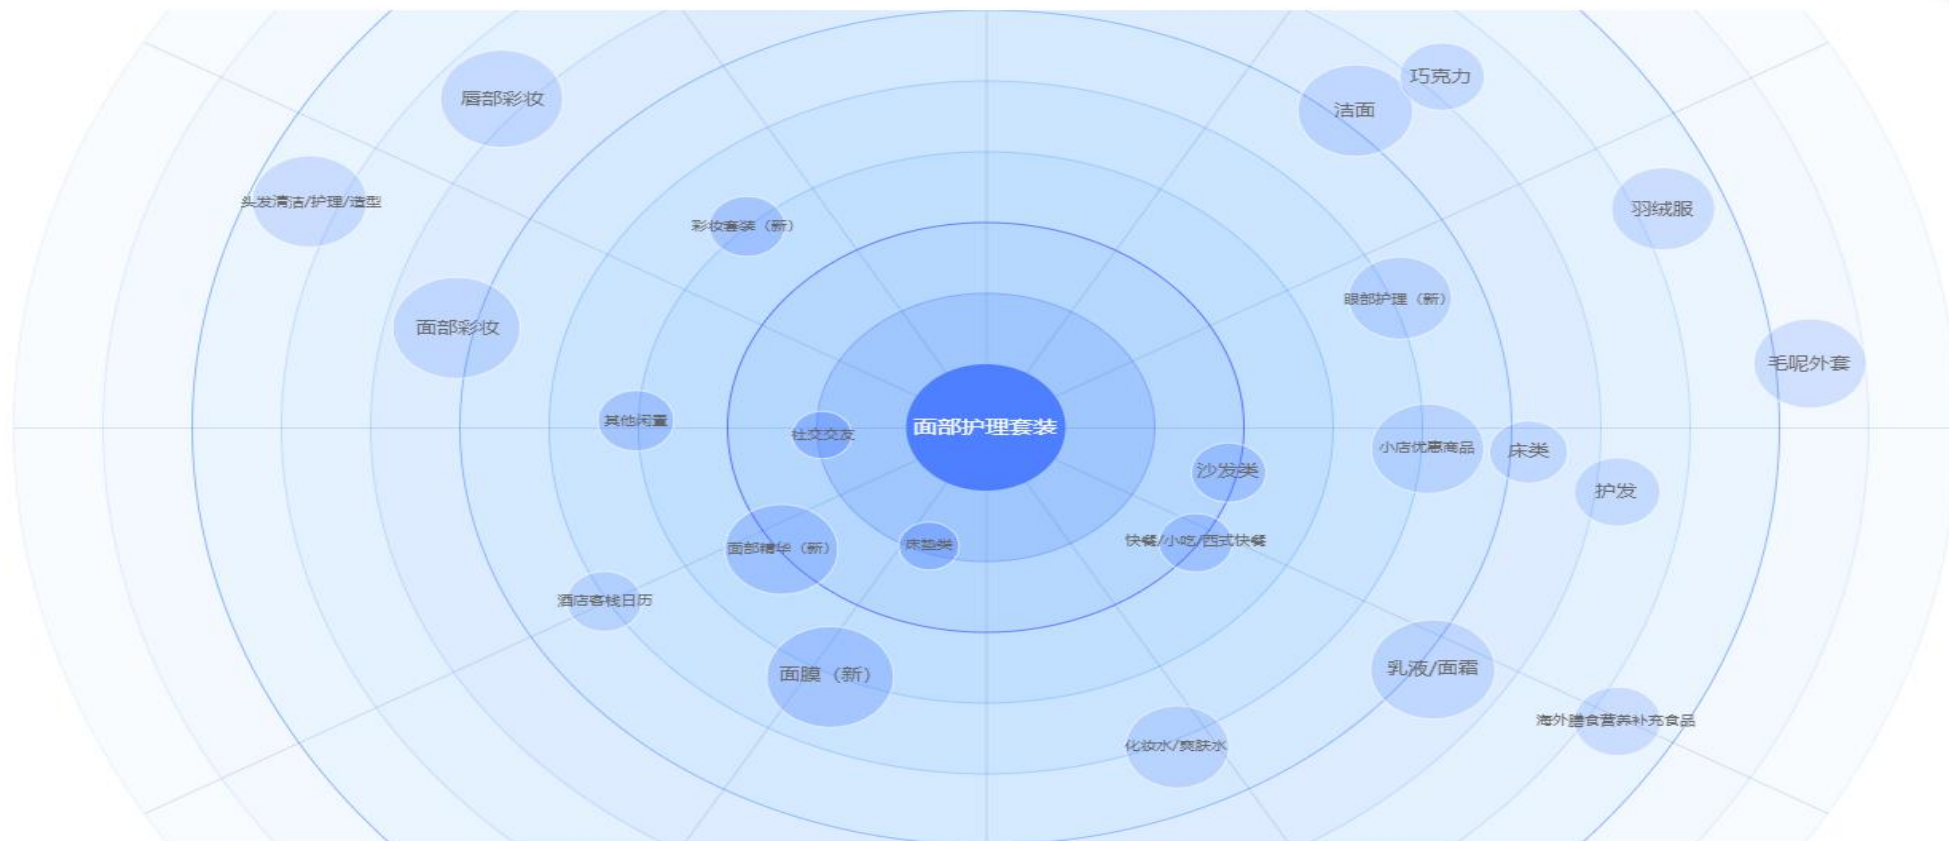 巧克力
唇部彩妆
洁面
头发清洁/护理/造型
羽绒服
彩妆套装（新）
眼部护理（新）
面部彩妆
毛呢外套
其他闲置
社交交友
面部护理套装
小店优惠商品
床类
沙发类
护发
快餐/小吃/西式快餐
床垫类
面部精华（新）
酒店客栈日历
乳液/面霜
面膜（新）
海外膳食营养补充食品
化妆水/爽肤水